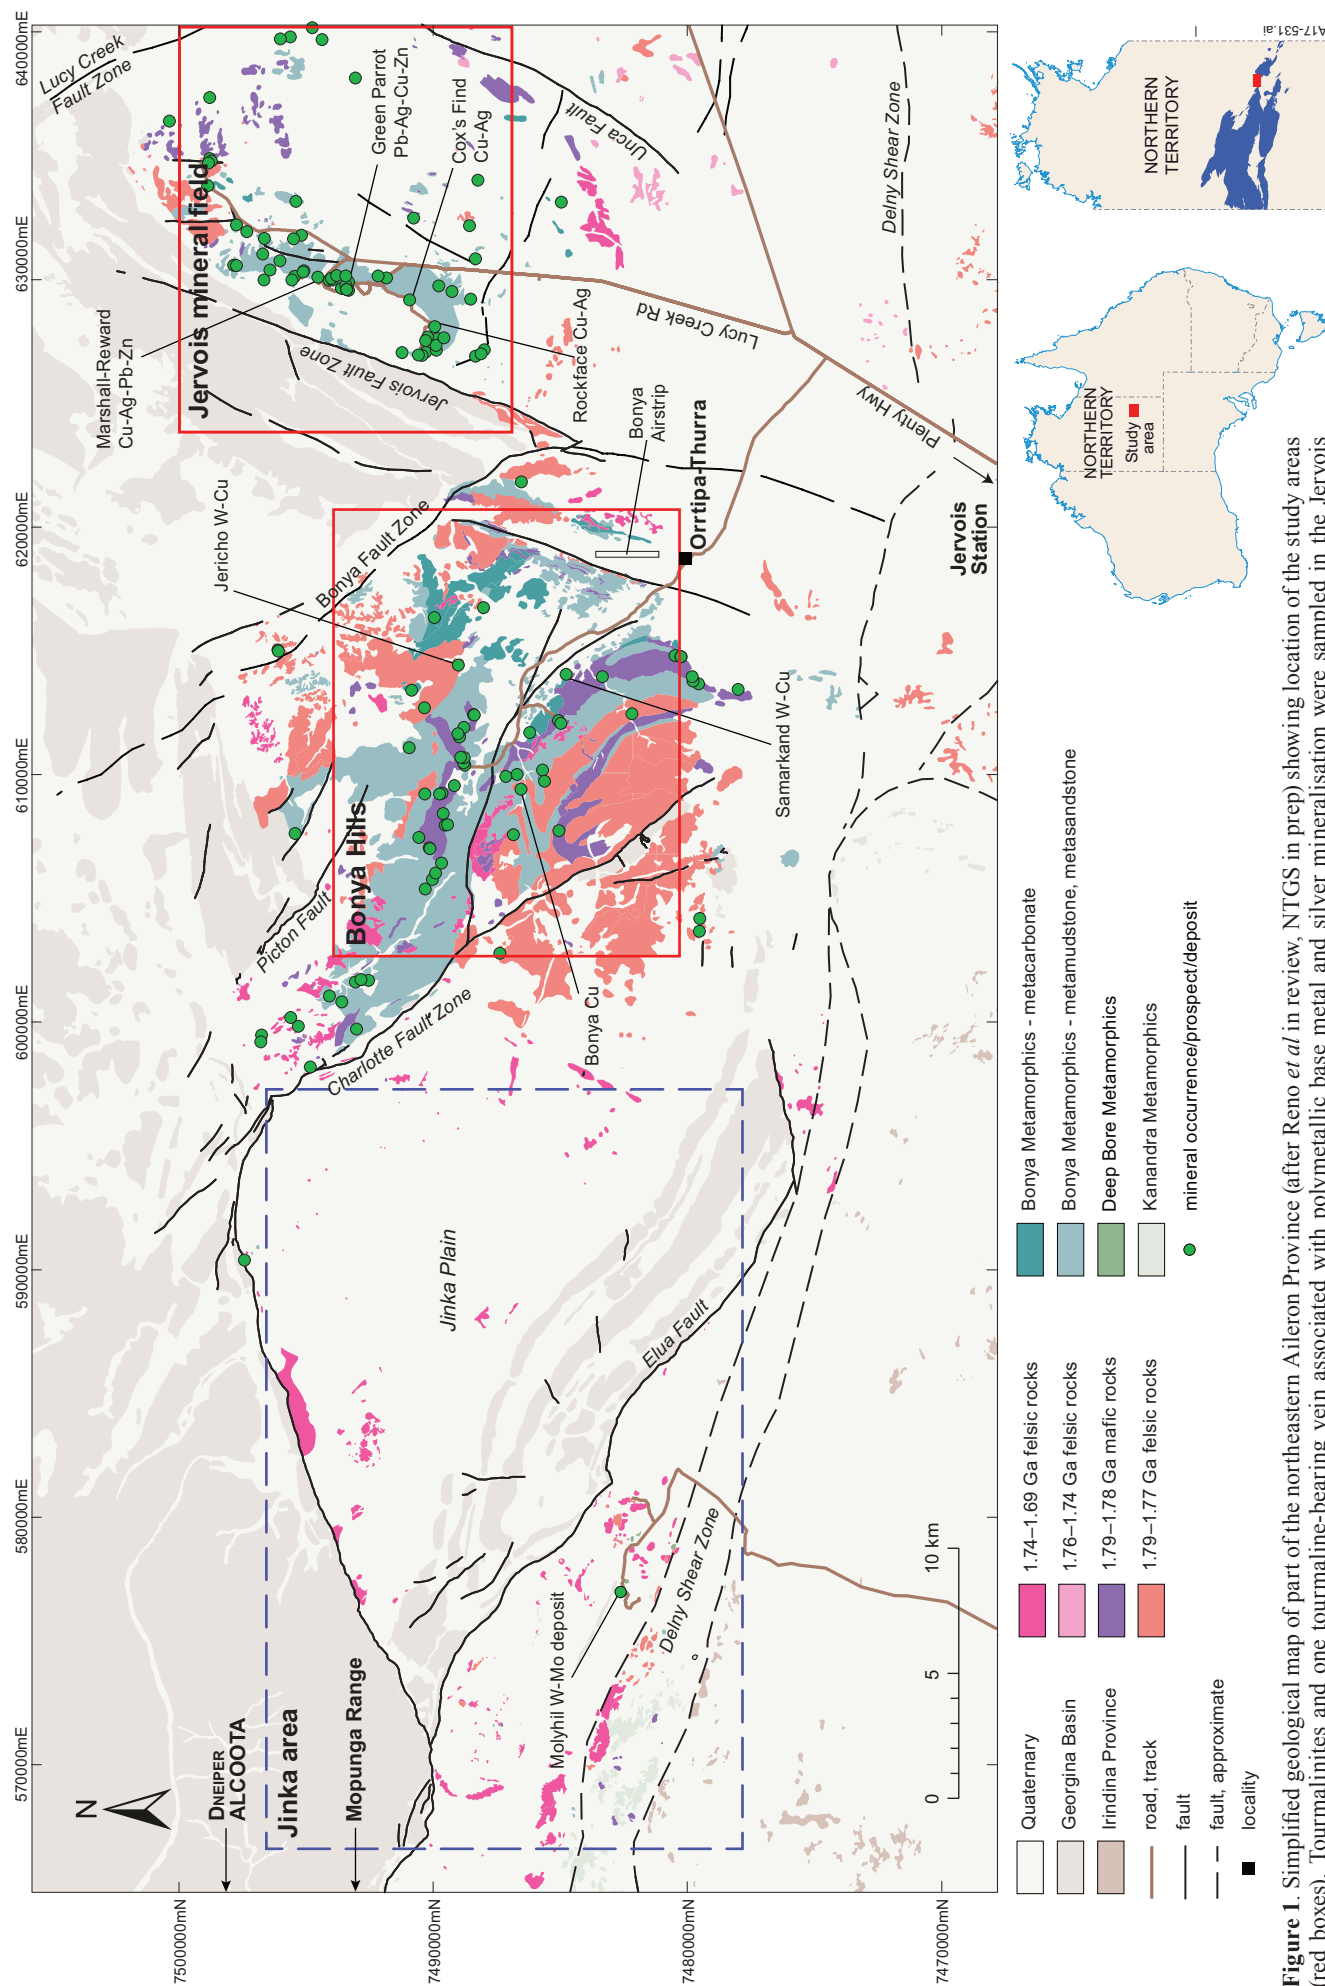 570000mE
580000mE
590000mE
600000mE
610000mE
620000mE
630000mE
640000mE
7500000mN
7490000mN
7480000mN
7470000mN
N
DNEIPER
ALCOOTA
Jinka area
Mopunga Range
Molyhil W-Mo deposit
Delny Shear Zone
Jinka Plain
Elua Fault
Charlotte Fault Zone
Picton Fault
Bonya Hills
Bonya Cu
Bonya Fault Zone
Jericho W-Cu
Samarkand W-Cu
Bonya
Airstrip
Orrtipa-Thurra
Jervois
Station
Plenty Hwy
Lucy Creek Rd
Marshall-Reward
Cu-Ag-Pb-Zn
Jervois mineral field
Jervois Fault Zone
Rockface Cu-Ag
Green Parrot
Pb-Ag-Cu-Zn
Cox's Find
Cu-Ag
Unca Fault
Lucy Creek
Fault Zone
Delny Shear Zone
0
5
10 km
Quaternary
Georgina Basin
Irindina Province
road, track
fault
fault, approximate
locality
1.74–1.69 Ga felsic rocks
1.76–1.74 Ga felsic rocks
1.79–1.78 Ga mafic rocks
1.79–1.77 Ga felsic rocks
Bonya Metamorphics - metacarbonate
Bonya Metamorphics - metamudstone, metasandstone
Deep Bore Metamorphics
Kanandra Metamorphics
mineral occurrence/prospect/deposit
NORTHERN
TERRITORY
Study
area
NORTHERN
TERRITORY
A17-531.ai
Figure 1. Simplified geological map of part of the northeastern Aileron Province (after Reno et al in review, NTGS in prep) showing location of the study areas
(red boxes). Tourmalinites and one tourmaline-bearing vein associated with polymetallic base metal and silver mineralisation were sampled in the Jervois